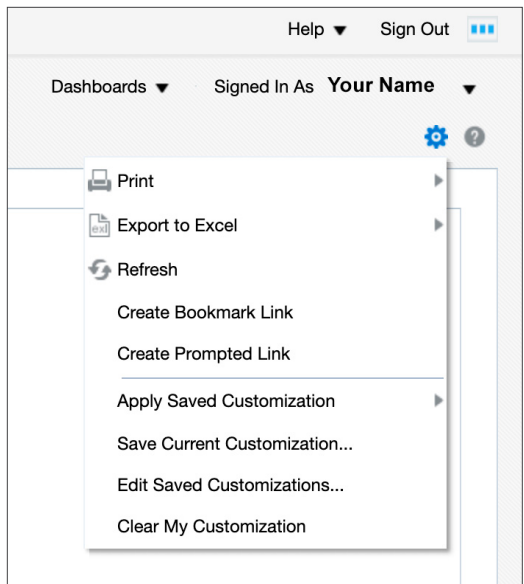 Help Sign Out
Dashboards Signed In As Your Name
?
Print
exl Export to Excel
Refresh
Create Bookmark Link
Create Prompted Link
Apply Saved Customization
Save Current Customization...
Edit Saved Customizations...
Clear My Customization